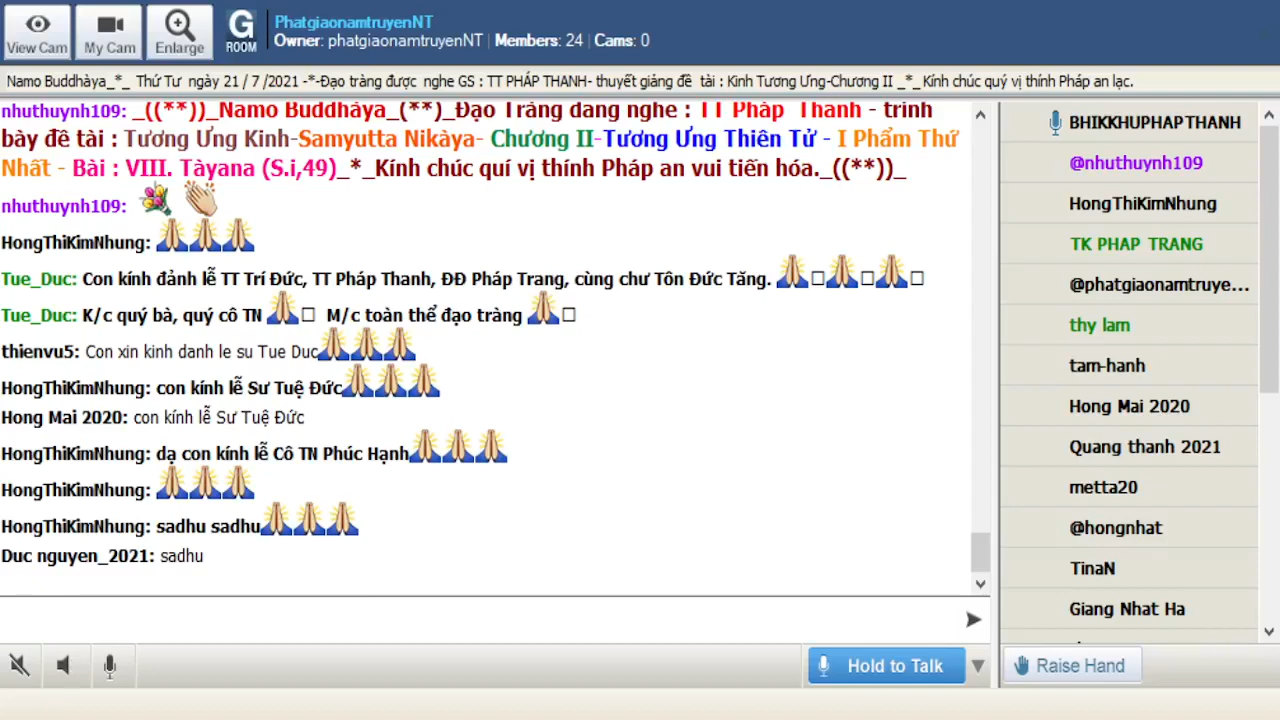 View Cam
My Cam
Enlarge
G
ROOM
PhatgiaonamtruyenNT
Owner: phatgiaonamtruyenNT | Members: 24 | Cams: 0
Namo Buddhàya_*_ Thứ Tư ngày 21 / 7 /2021 -*-Đạo tràng được nghe GS : TT PHÁP THANH- thuyết giảng đề tài : Kinh Tương Ưng-Chương II _*_Kính chúc quý vị thính Pháp an lạc.
nhuthuynh109: _((**))_Namo Buddhàya_(**)_Đạo Tràng đang nghe : TT Pháp Thanh - trình
bày đề tài : Tương Ưng Kinh-Samyutta Nikàya- Chương II-Tương Ưng Thiên Tử - I Phẩm Thứ
Nhất - Bài : VIII. Tàyana (S.i,49)_*_Kính chúc quí vị thính Pháp an vui tiến hóa._((**))_
nhuthuynh109:
HongThiKimNhung: 🙏🙏🙏
Tue_Duc: Con kính đảnh lễ TT Trí Đức, TT Pháp Thanh, ĐĐ Pháp Trang, cùng chư Tôn Đức Tăng. 🙏□🙏□🙏□
Tue_Duc: K/c quý bà, quý cô TN 🙏□ M/c toàn thể đạo tràng 🙏□
thienvu5: Con xin kinh danh le su Tue Duc🙏🙏🙏
HongThiKimNhung: con kính lễ Sư Tuệ Đức🙏🙏🙏
Hong Mai 2020: con kính lễ Sư Tuệ Đức
HongThiKimNhung: dạ con kính lễ Cô TN Phúc Hạnh🙏🙏🙏
HongThiKimNhung: 🙏🙏🙏
HongThiKimNhung: sadhu sadhu🙏🙏🙏
Duc nguyen_2021: sadhu
Hold to Talk
BHIKKHUPHAPTHANH
@nhuthuynh109
HongThiKimNhung
TK PHAP TRANG
@phatgiaonamtruye...
thy lam
tam-hanh
Hong Mai 2020
Quang thanh 2021
metta20
@hongnhat
TinaN
Giang Nhat Ha
Raise Hand